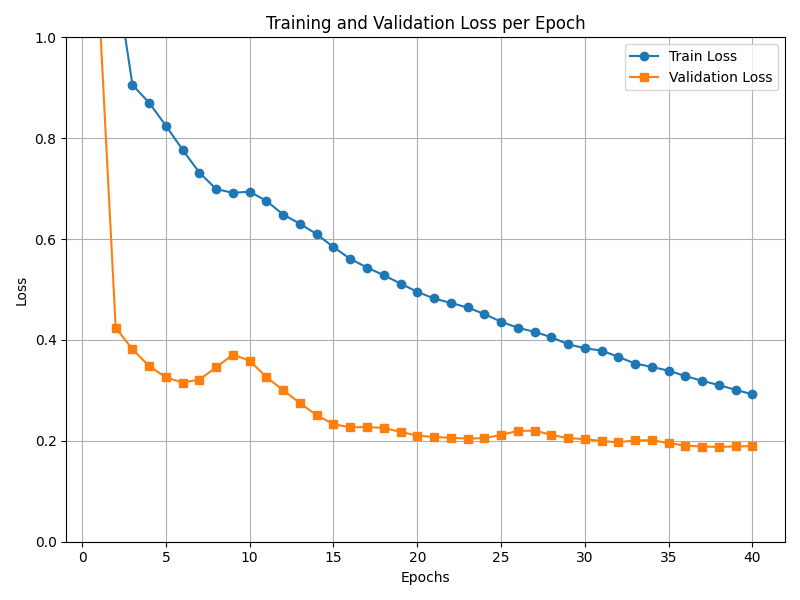 Training and Validation Loss per Epoch
Train Loss
Validation Loss
Loss
1.0
0.8
0.6
0.4
0.2
0.0
0 5 10 15 20 25 30 35 40
Epochs